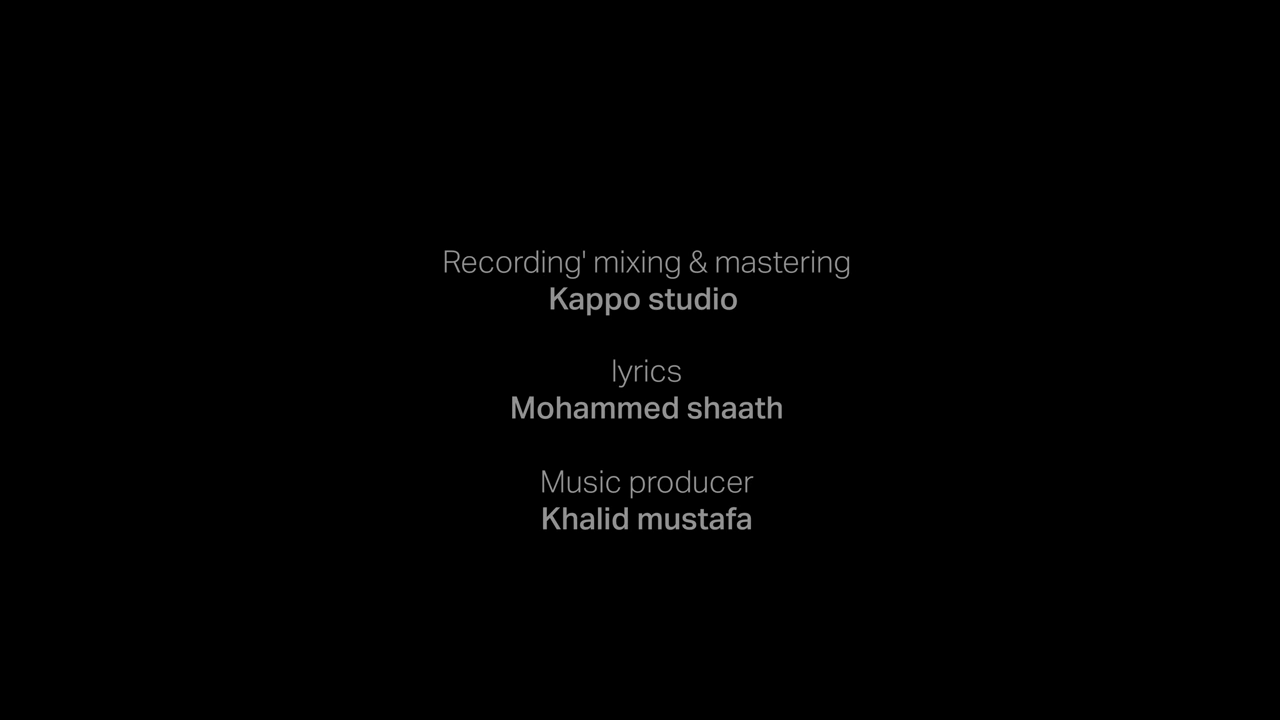 Recording' mixing & mastering
Kappo studio
lyrics
Mohammed shaath
Music producer
Khalid mustafa